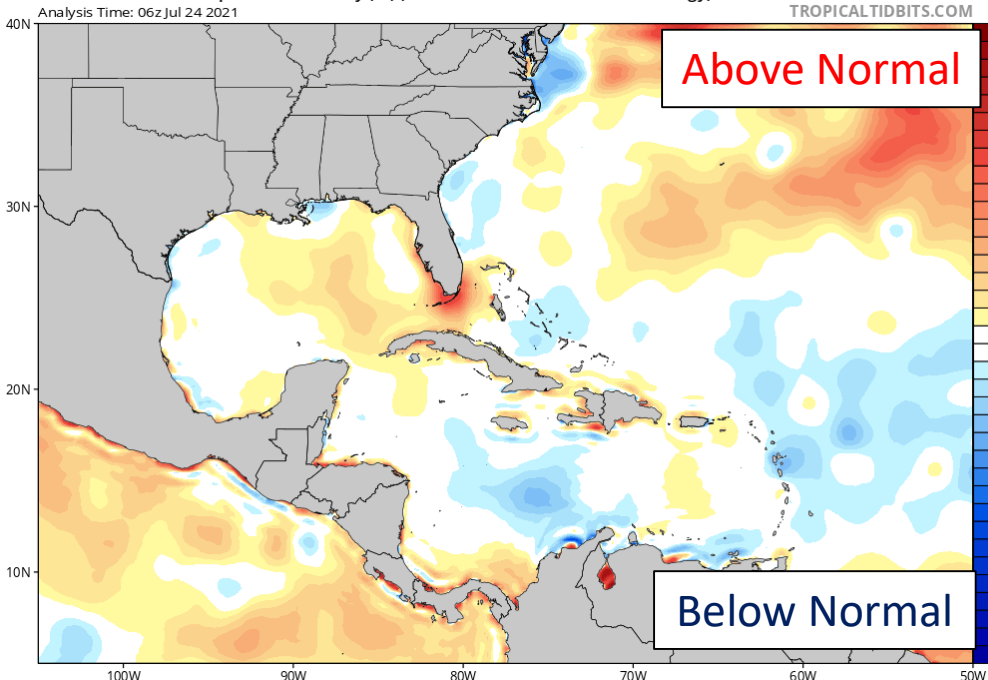 Analysis Time: 06z Jul 24 2021
TROPICALTIDBITS.COM
40N
Above Normal
30N
20N
10N
Below Normal
100W 90W 80W 70W 60W 50W